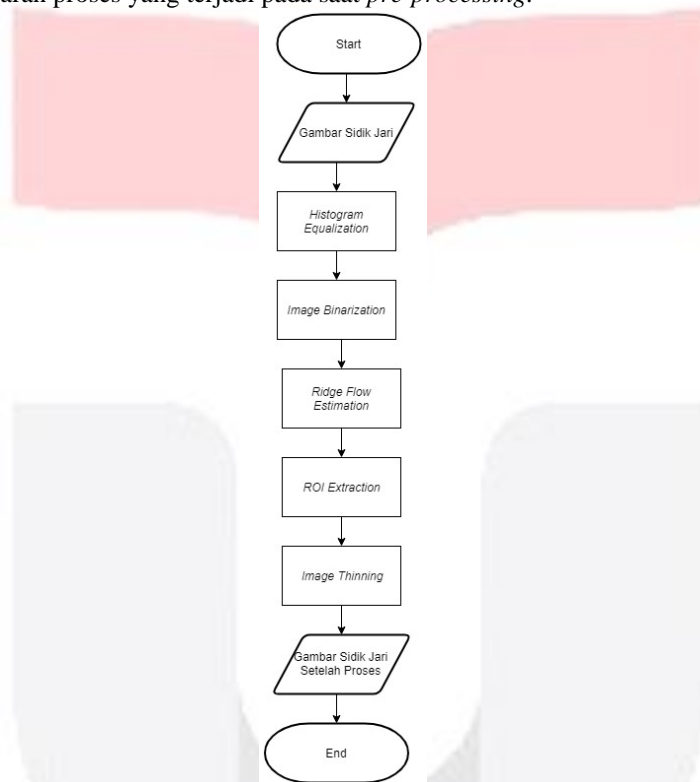 proses yang terjadi pada saat pre-processing.
Start
Gambar Sidik Jari
Histogram
Equalization
Image Binarization
Ridge Flow
Estimation
ROI Extraction
Image Thinning
Gambar Sidik Jari
Setelah Proses
End